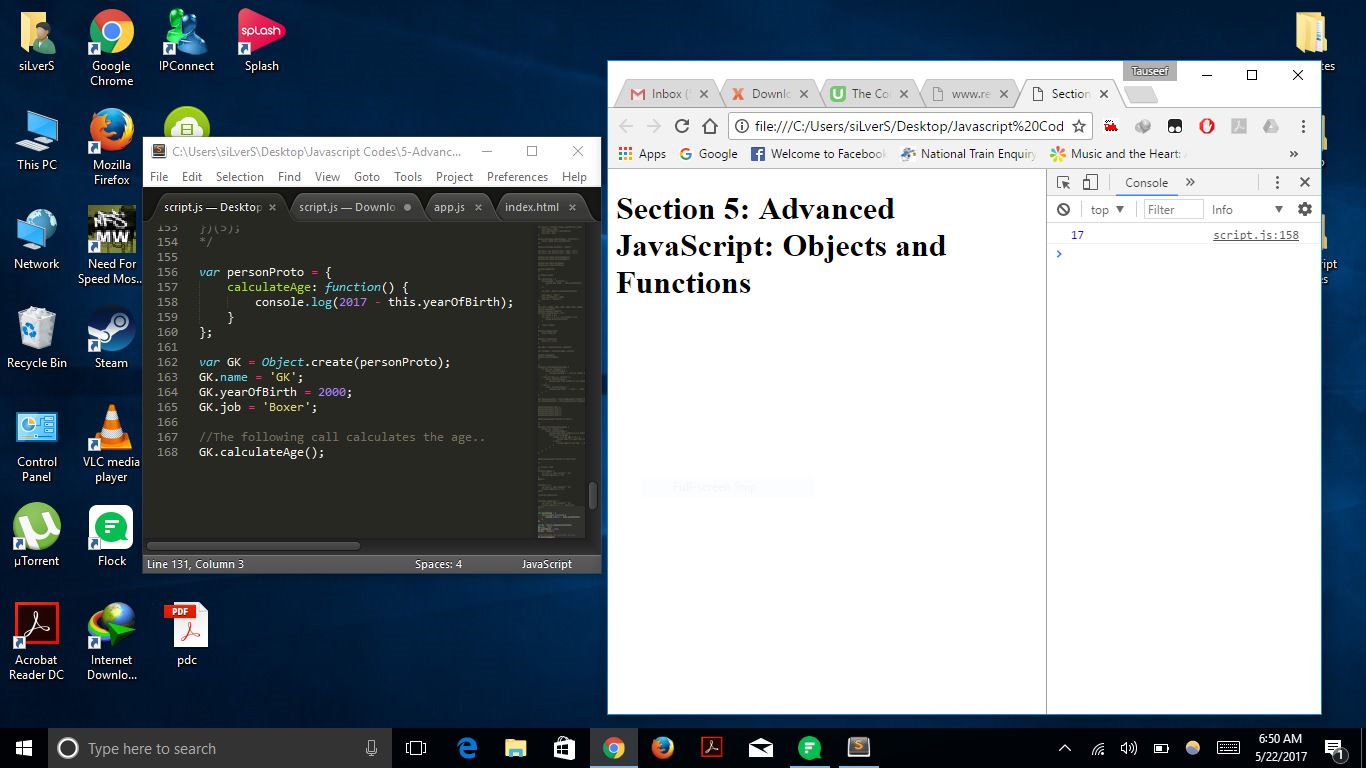 siLverS
Google Chrome
IPConnect
Splash
This PC
Mozilla Firefox
Network
Need For Speed Mos...
Recycle Bin
Steam
Control Panel
VLC media player
µTorrent
Flock
Acrobat Reader DC
Internet Downlo...
PDF
pdc
C:\Users\siLverS\Desktop\Javascript Codes\5-Advanc...
File Edit Selection Find View Goto Tools Project Preferences Help
script.js — Desktop
script.js — Downlo
app.js
index.html
153 })(5);
154 */
155
156 var personProto = {
157 calculateAge: function() {
158 console.log(2017 - this.yearOfBirth);
159 }
160 };
161
162 var GK = Object.create(personProto);
163 GK.name = 'GK';
164 GK.yearOfBirth = 2000;
165 GK.job = 'Boxer';
166
167 //The following call calculates the age..
168 GK.calculateAge();
Line 131, Column 3 Spaces: 4 JavaScript
Tauseef
Inbox (
Downlo
The Co
www.re
Section
file:///C:/Users/siLverS/Desktop/Javascript%20Cod
Apps Google Welcome to Facebook National Train Enquiry Music and the Heart:
Section 5: Advanced
JavaScript: Objects and
Functions
Full-screen Snip
Console
top Filter Info
17 script.js:158
Type here to search
6:50 AM
5/22/2017
1